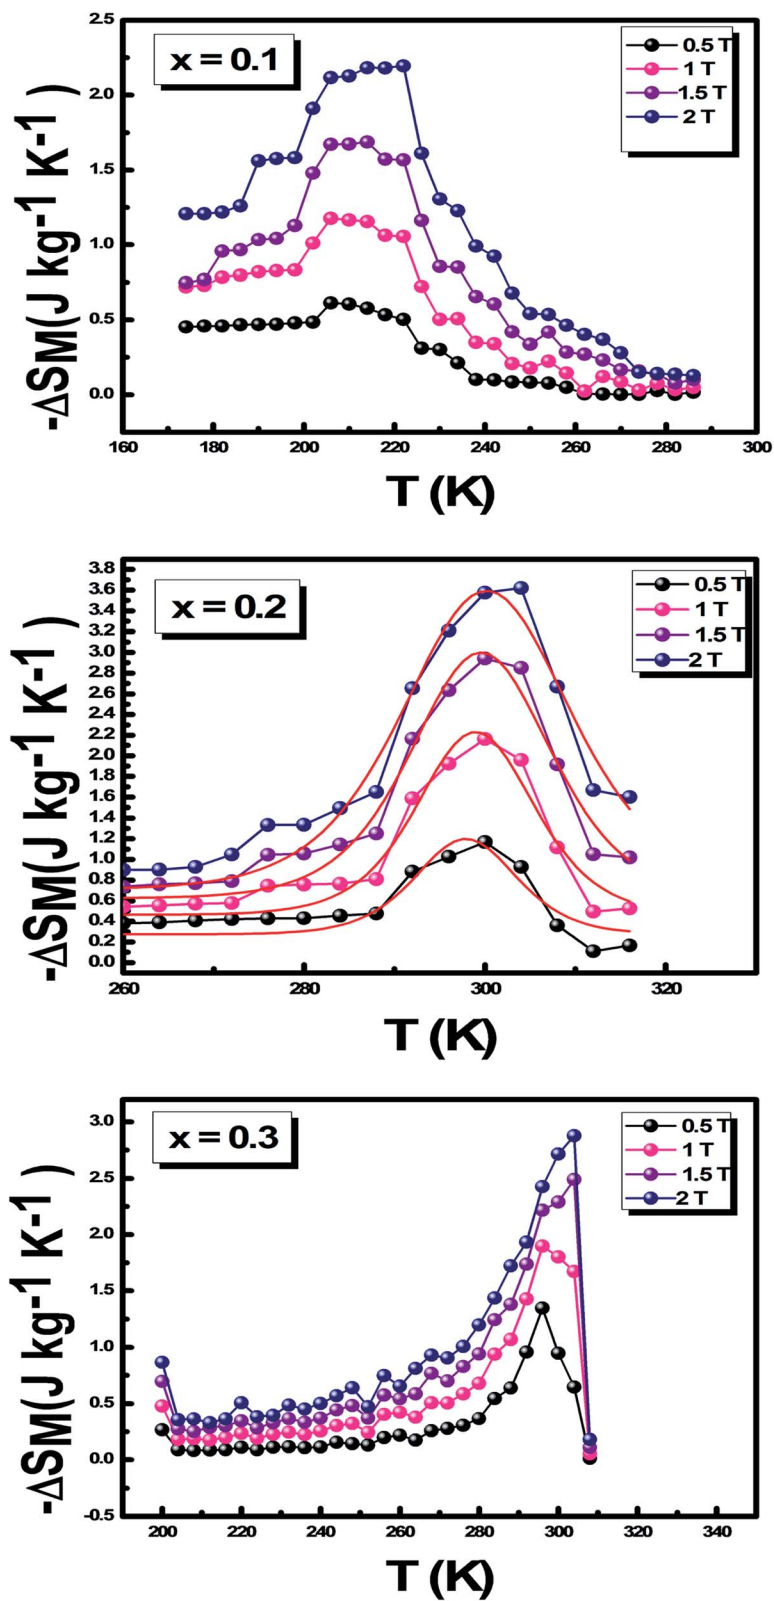 x = 0.1
0.5 T
1 T
1.5 T
2 T
2.5
2.0
1.5
1.0
0.5
0.0
-ΔSM(J kg-1 K-1 )
160 180 200 220 240 260 280 300
T (K)
x = 0.2
0.5 T
1 T
1.5 T
2 T
3.8
3.6
3.4
3.2
3.0
2.8
2.6
2.4
2.2
2.0
1.8
1.6
1.4
1.2
1.0
0.8
0.6
0.4
0.2
0.0
-ΔSM(J kg-1 K-1 )
260 280 300 320
T (K)
x = 0.3
0.5 T
1 T
1.5 T
2 T
3.0
2.5
2.0
1.5
1.0
0.5
0.0
-0.5
-ΔSM(J kg-1 K-1 )
200 220 240 260 280 300 320 340
T (K)